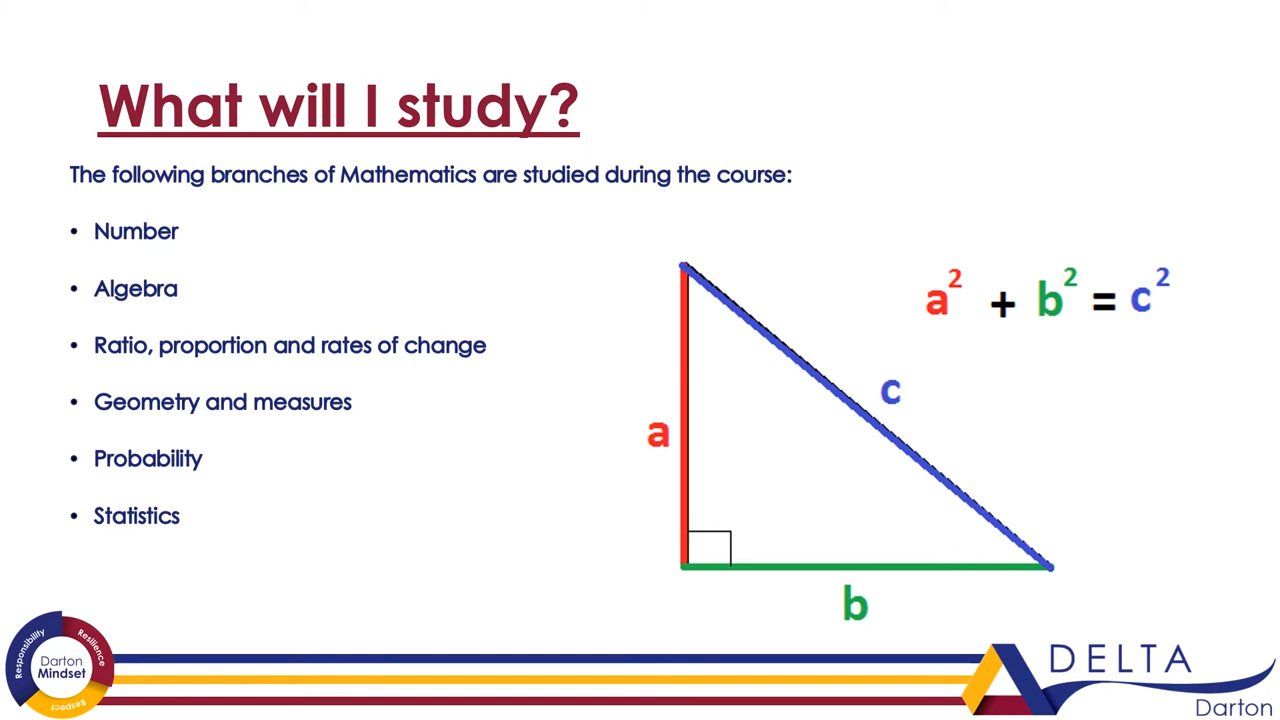 What will I study?
The following branches of Mathematics are studied during the course:
• Number
• Algebra
• Ratio, proportion and rates of change
• Geometry and measures
• Probability
• Statistics
a² + b² = c²
c
a
b
Responsibility
Resilience
Respect
Darton
Mindset
DELTA
Darton